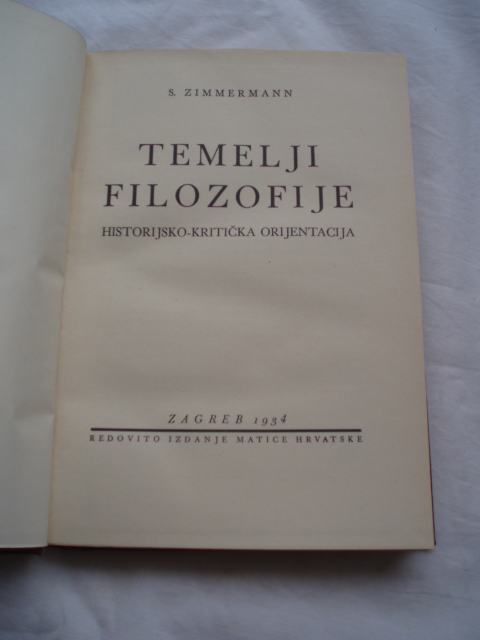 S. ZIMMERMANN
TEMELJI
FILOZOFIJE
HISTORIJSKO-KRITIČKA ORIJENTACIJA
ZAGREB 1934
REDOVITO IZDANJE MATICE HRVATSKE